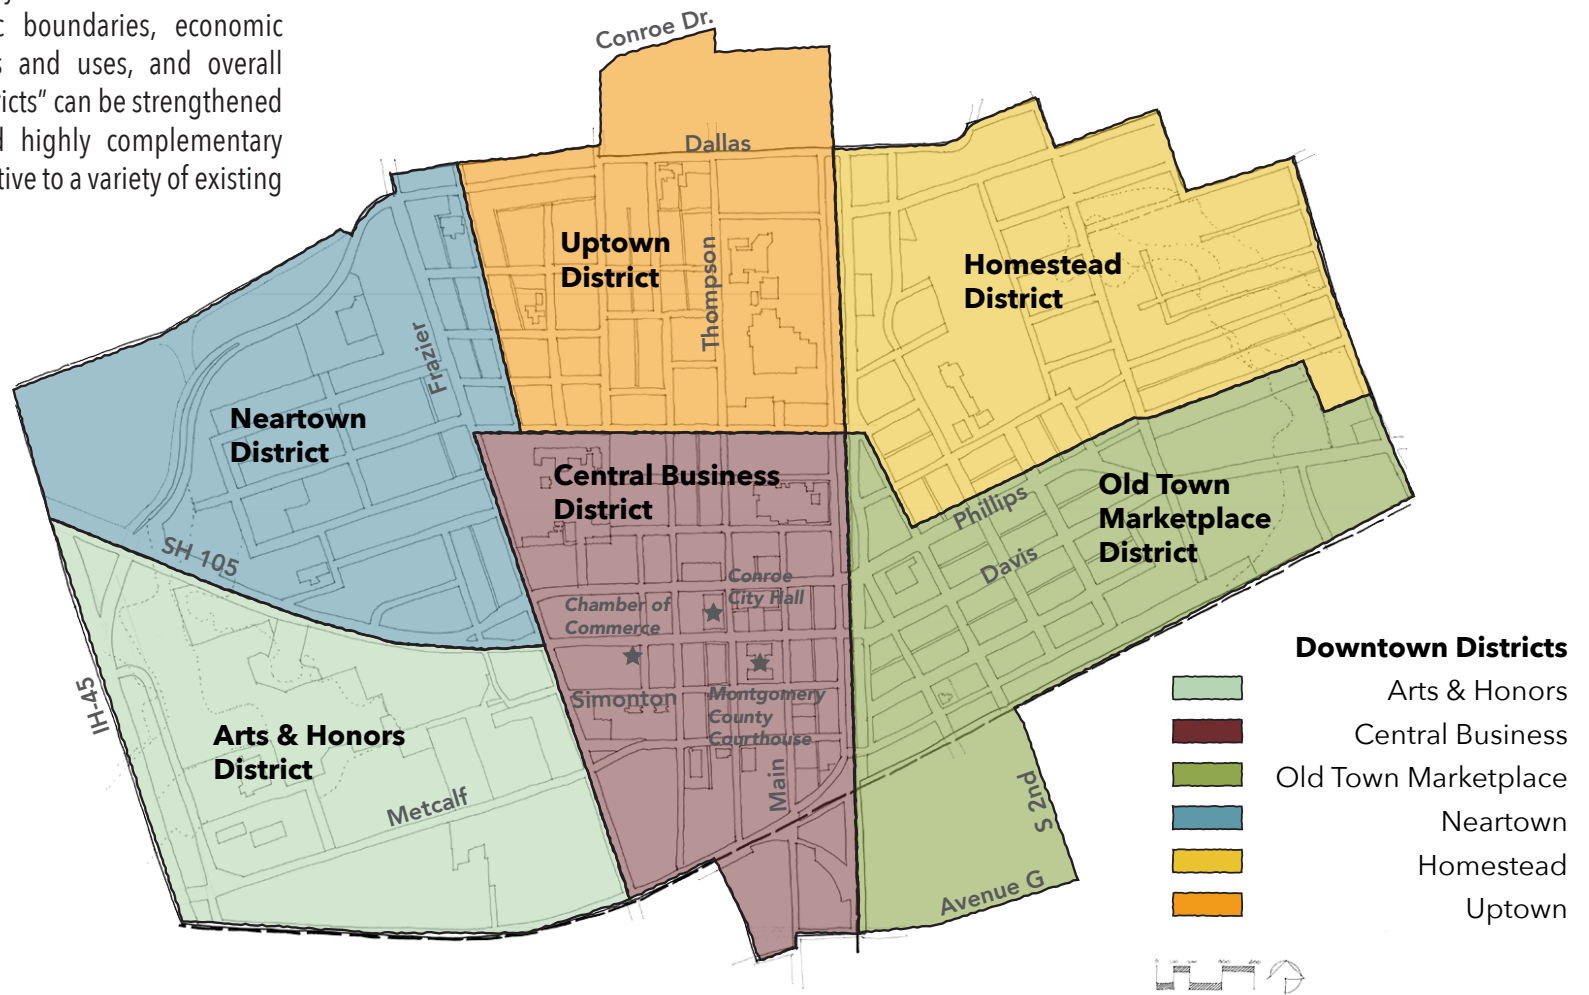 boundaries, economic
and uses, and overall
can be strengthened
highly complementary
to a variety of existing
Conroe Dr.
Dallas
Uptown
District
Thompson
Homestead
District
Frazier
Neartown
District
Central Business
District
Phillips
Old Town
Marketplace
District
Davis
SH 105
Conroe
City Hall
Chamber of
Commerce
Simonton
Montgomery
County
Courthouse
IH-45
Arts & Honors
District
Metcalf
Main
S 2nd
Avenue G
Downtown Districts
Arts & Honors
Central Business
Old Town Marketplace
Neartown
Homestead
Uptown